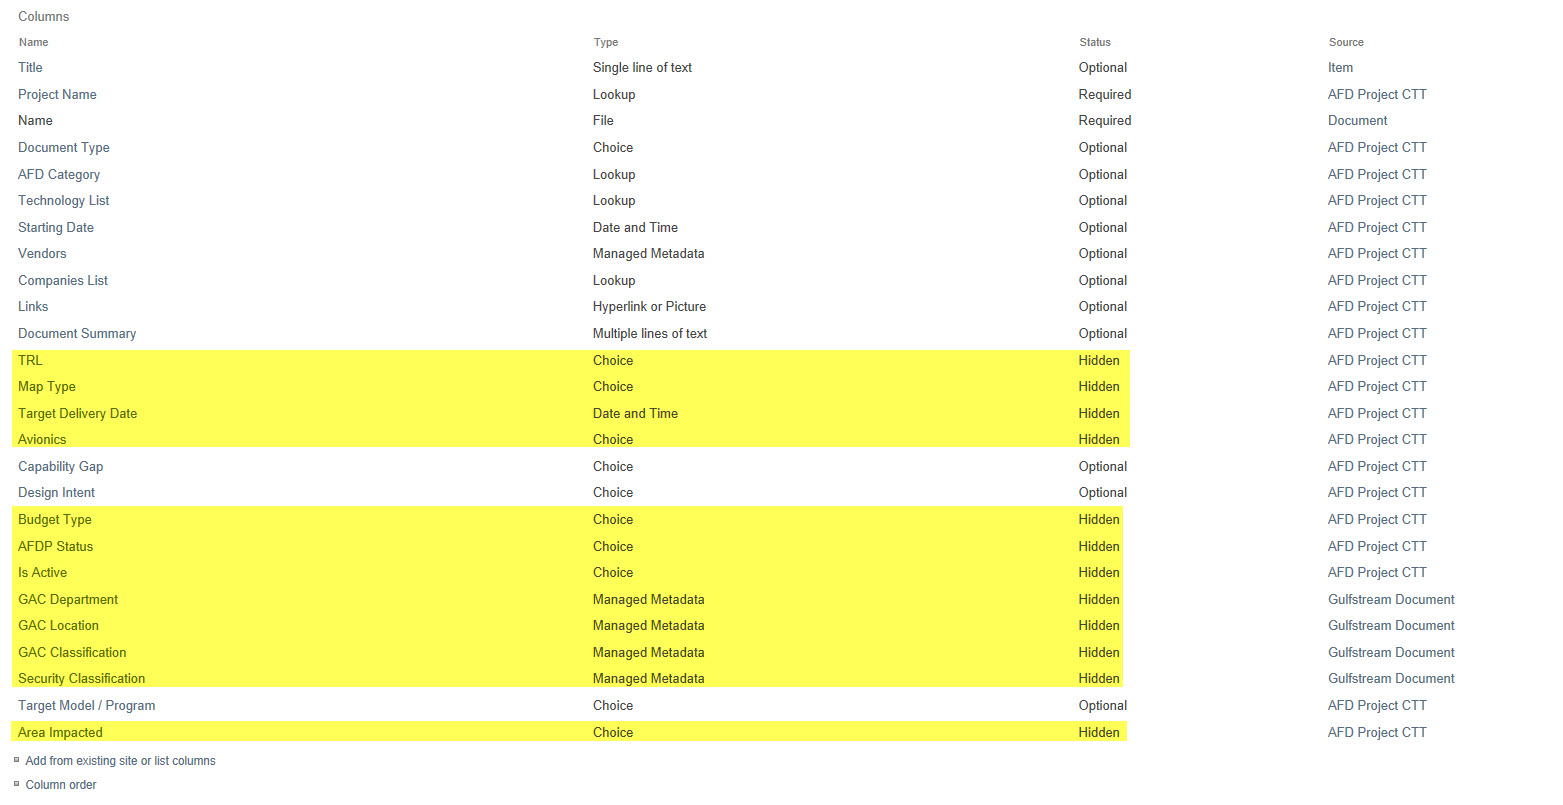 Columns
Name Type Status Source
Title Single line of text Optional Item
Project Name Lookup Required AFD Project CTT
Name File Required Document
Document Type Choice Optional AFD Project CTT
AFD Category Lookup Optional AFD Project CTT
Technology List Lookup Optional AFD Project CTT
Starting Date Date and Time Optional AFD Project CTT
Vendors Managed Metadata Optional AFD Project CTT
Companies List Lookup Optional AFD Project CTT
Links Hyperlink or Picture Optional AFD Project CTT
Document Summary Multiple lines of text Optional AFD Project CTT
TRL Choice Hidden AFD Project CTT
Map Type Choice Hidden AFD Project CTT
Target Delivery Date Date and Time Hidden AFD Project CTT
Avionics Choice Hidden AFD Project CTT
Capability Gap Choice Optional AFD Project CTT
Design Intent Choice Optional AFD Project CTT
Budget Type Choice Hidden AFD Project CTT
AFDP Status Choice Hidden AFD Project CTT
Is Active Choice Hidden AFD Project CTT
GAC Department Managed Metadata Hidden Gulfstream Document
GAC Location Managed Metadata Hidden Gulfstream Document
GAC Classification Managed Metadata Hidden Gulfstream Document
Security Classification Managed Metadata Hidden Gulfstream Document
Target Model / Program Choice Optional AFD Project CTT
Area Impacted Choice Hidden AFD Project CTT
Add from existing site or list columns
Column order